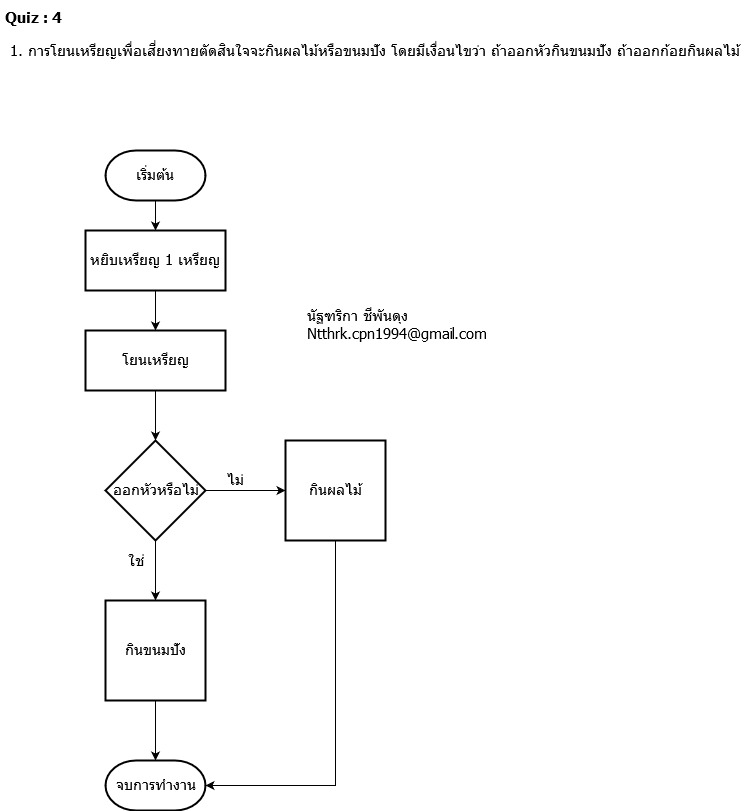 Quiz : 4
1. การโยนเหรียญเพื่อเสี่ยงทายตัดสินใจจะกินผลไม้หรือขนมปัง โดยมีเงื่อนไขว่า ถ้าออกหัวกินขนมปัง ถ้าออกก้อยกินผลไม้
เริ่มต้น
หยิบเหรียญ 1 เหรียญ
นัฐฑริกา ชีพันดุง
Ntthrk.cpn1994@gmail.com
โยนเหรียญ
ออกหัวหรือไม่
ไม่
กินผลไม้
ใช่
กินขนมปัง
จบการทำงาน